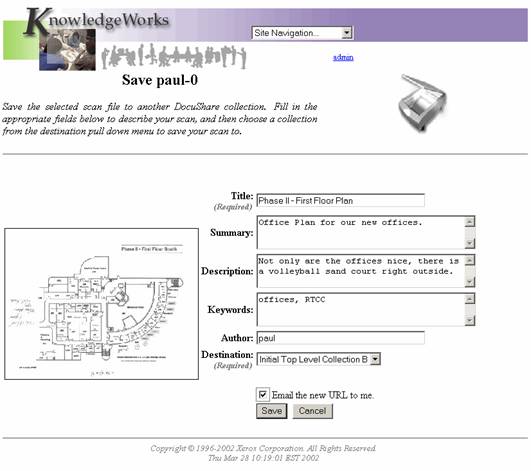 KnowledgeWorks
Site Navigation...
admin
Save paul-0
Save the selected scan file to another DocuShare collection. Fill in the
appropriate fields below to describe your scan, and then choose a collection
from the destination pull down menu to save your scan to.
Title:
(Required)
Phase II - First Floor Plan
Summary:
Office Plan for our new offices.
Description:
Not only are the offices nice, there is
a volleyball sand court right outside.
Keywords:
offices, RTCC
Author:
paul
Destination:
(Required)
Initial Top Level Collection B
Phase II - First Floor South
Email the new URL to me.
Save
Cancel
Copyright © 1996-2002 Xerox Corporation. All Rights Reserved.
Thu Mar 28 10:19:01 EST 2002